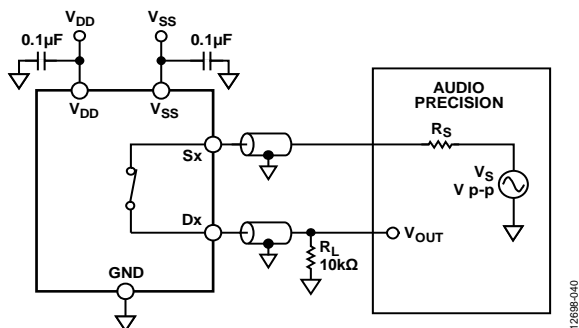 VDD VSS
0.1µF 0.1µF
VDD VSS
AUDIO
PRECISION
RS
Sx
VS
V p-p
Dx
VOUT
RL
10kΩ
GND
12698-040